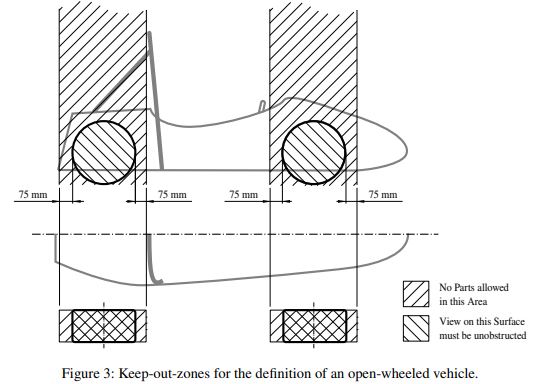 75 mm 75 mm 75 mm 75 mm
No Parts allowed
in this Area
View on this Surface
must be unobstructed
Figure 3: Keep-out-zones for the definition of an open-wheeled vehicle.